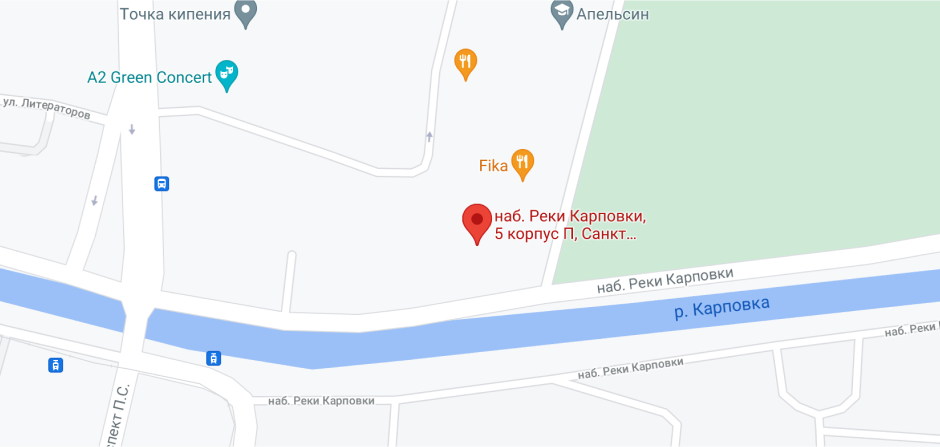 Точка кипения
Апельсин
A2 Green Concert
ул. Литераторов
Fika
наб. Реки Карповки,
5 корпус П, Санкт...
наб. Реки Карповки
р. Карповка
наб. Реки
наб. Реки Карповки
наб. Реки Карповки
спект П.С.